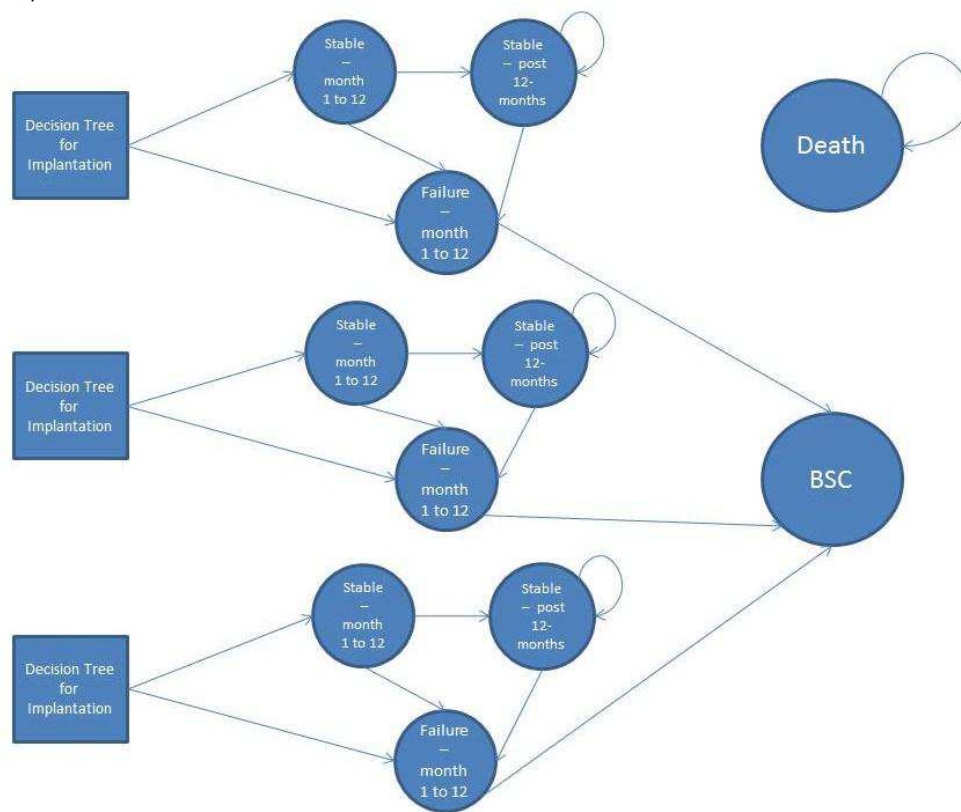 Stable
–
month
1 to 12
Stable
– post
12-
months
Decision Tree
for
Implantation
Death
Failure
–
month
1 to 12
Stable
–
month
1 to 12
Stable
– post
12-
months
Decision Tree
for
Implantation
Failure
–
month
1 to 12
BSC
Stable
–
month
1 to 12
Stable
– post
12-
months
Decision Tree
for
Implantation
Failure
–
month
1 to 12